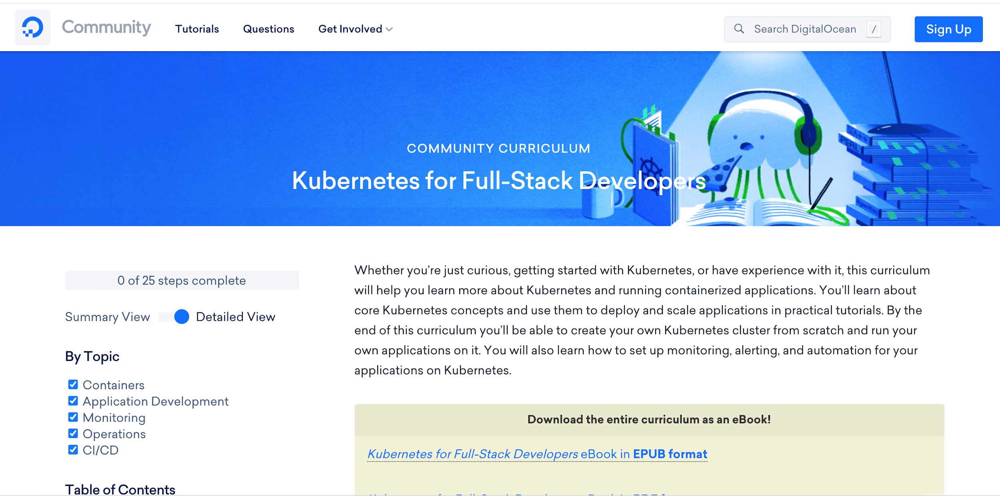 Community
Tutorials
Questions
Get Involved
Search DigitalOcean /
Sign Up
COMMUNITY CURRICULUM
Kubernetes for Full-Stack Developers
SEA++
PERL
Algorithms
0 of 25 steps complete
Summary View
Detailed View
By Topic
Containers
Application Development
Monitoring
Operations
CI/CD
Table of Contents
Whether you’re just curious, getting started with Kubernetes, or have experience with it, this curriculum
will help you learn more about Kubernetes and running containerized applications. You’ll learn about
core Kubernetes concepts and use them to deploy and scale applications in practical tutorials. By the
end of this curriculum you’ll be able to create your own Kubernetes cluster from scratch and run your
own applications on it. You will also learn how to set up monitoring, alerting, and automation for your
applications on Kubernetes.
Download the entire curriculum as an eBook!
Kubernetes for Full-Stack Developers eBook in EPUB format